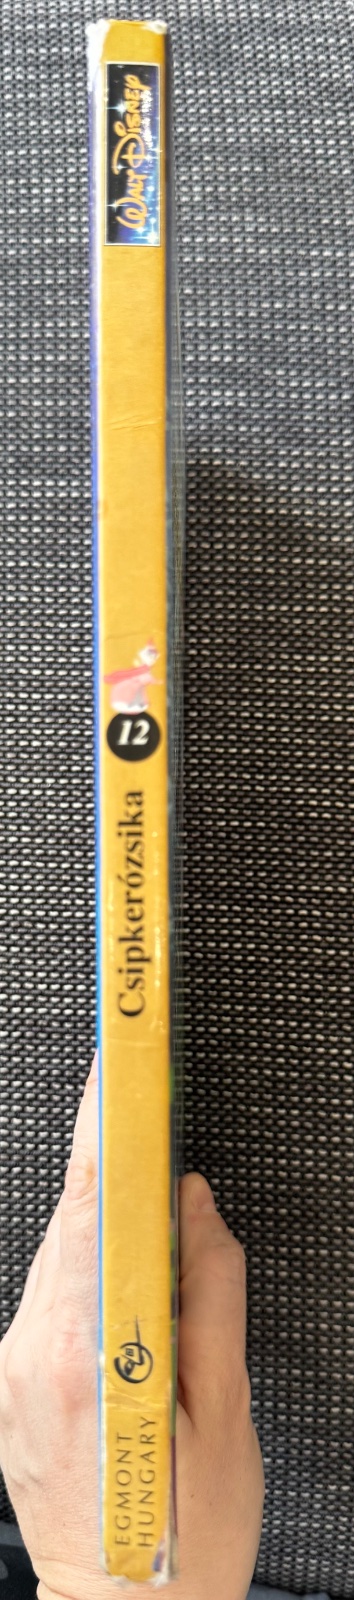 WALT DISNEY
12
Csipkerózsika
EGMONT
HUNGARY